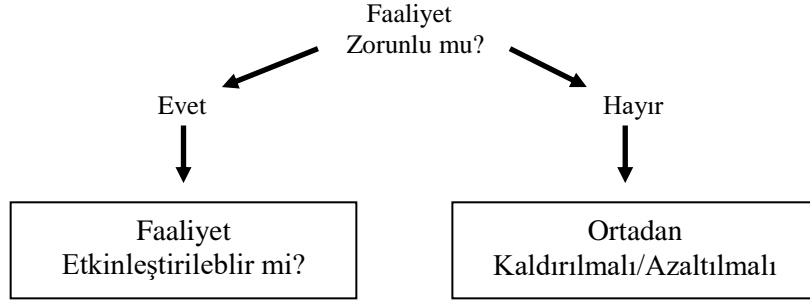 Faaliyet
Zorunlu mu?
Evet
Hayır
Faaliyet
Etkinleştirileblir mi?
Ortadan
Kaldırılmalı/Azaltılmalı